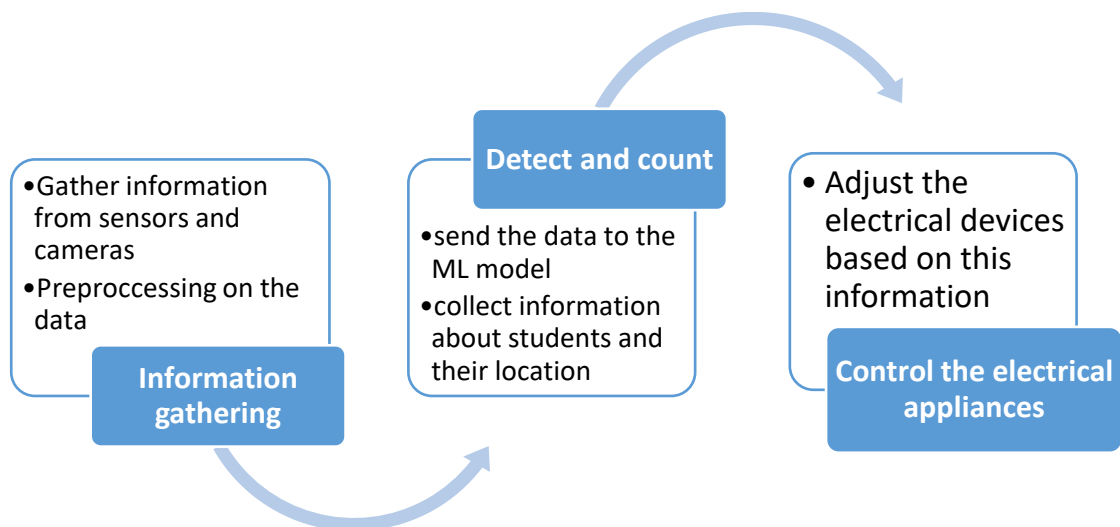 •Gather information
from sensors and
cameras
•Preproccessing on the
data
Information
gathering
Detect and count
•send the data to the
ML model
•collect information
about students and
their location
• Adjust the
electrical devices
based on this
information
Control the electrical
appliances